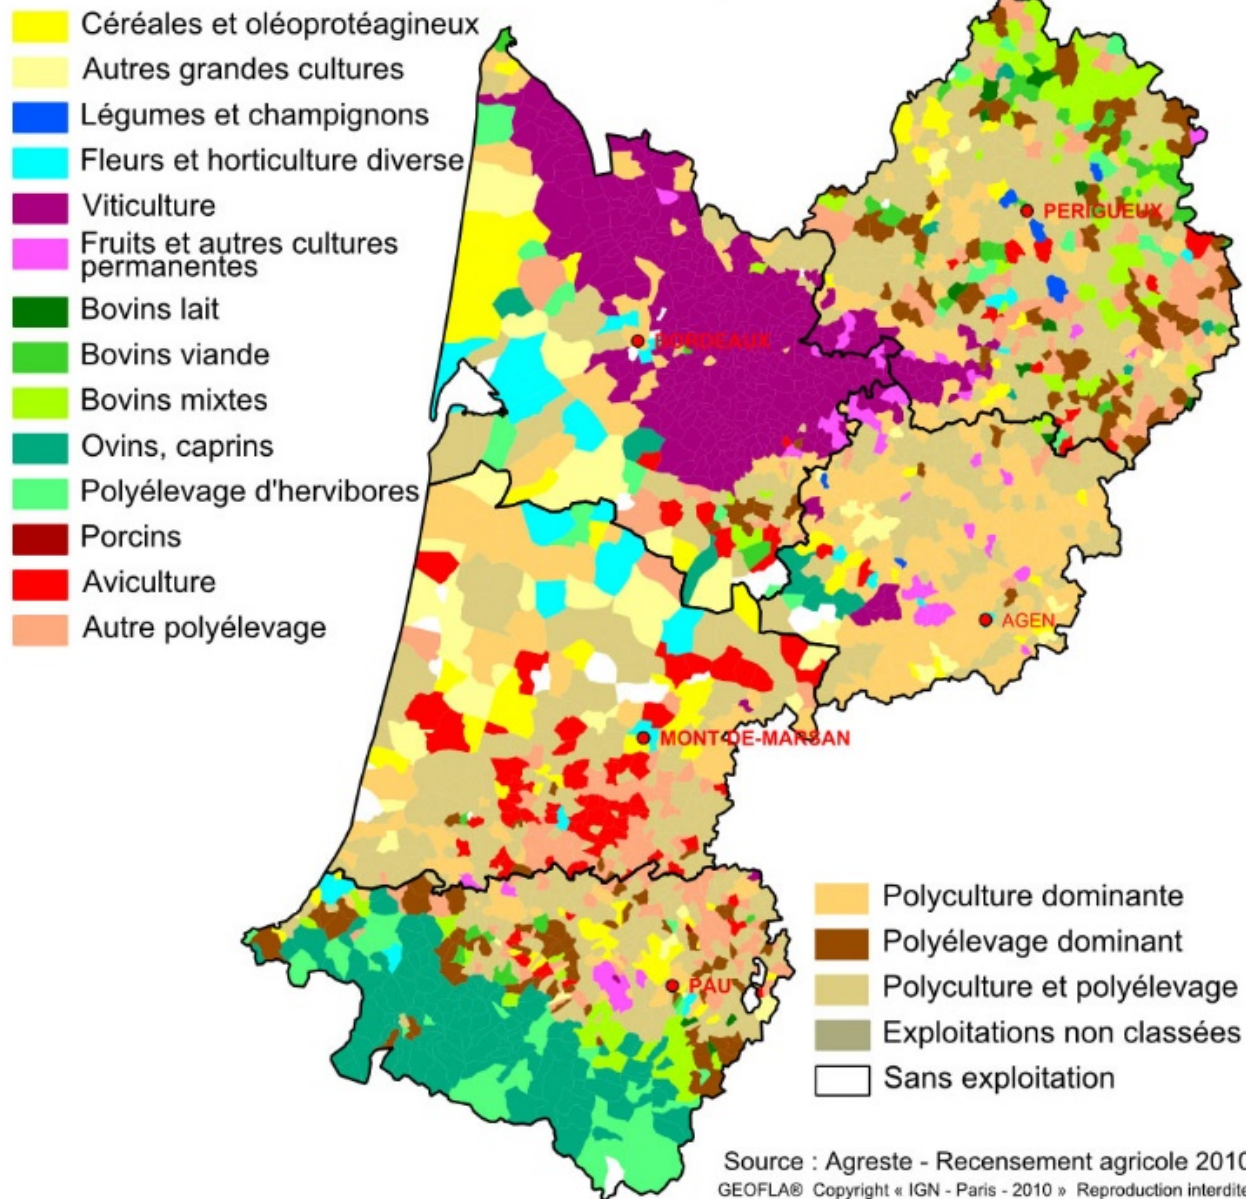 Céréales et oléoprotéagineux
Autres grandes cultures
Légumes et champignons
Fleurs et horticulture diverse
Viticulture
Fruits et autres cultures
permanentes
Bovins lait
Bovins viande
Bovins mixtes
Ovins, caprins
Polyélevage d'hervibores
Porcins
Aviculture
Autre polyélevage
PERIGUEUX
BORDEAUX
AGEN
MONT-DE-MARSAN
PAU
Polyculture dominante
Polyélevage dominant
Polyculture et polyélevage
Exploitations non classées
Sans exploitation
Source : Agreste - Recensement agricole 2010
GEOFLA® Copyright « IGN - Paris - 2010 » Reproduction interdite